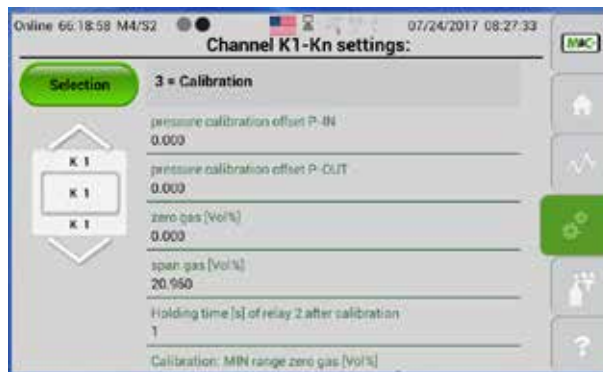 Online 66:18:58 M4/S2 07/24/2017 08:27:33
Channel K1-Kn settings:
Selection
3 = Calibration
pressure calibration offset P-IN
0.000
pressure calibration offset P-OUT
0.000
K 1
K 1
K 1
zero gas [Vol%]
0.000
span gas [Vol%]
20.950
Holding time [s] of relay 2 after calibration
1
Calibration: MIN range zero gas [Vol%]
?